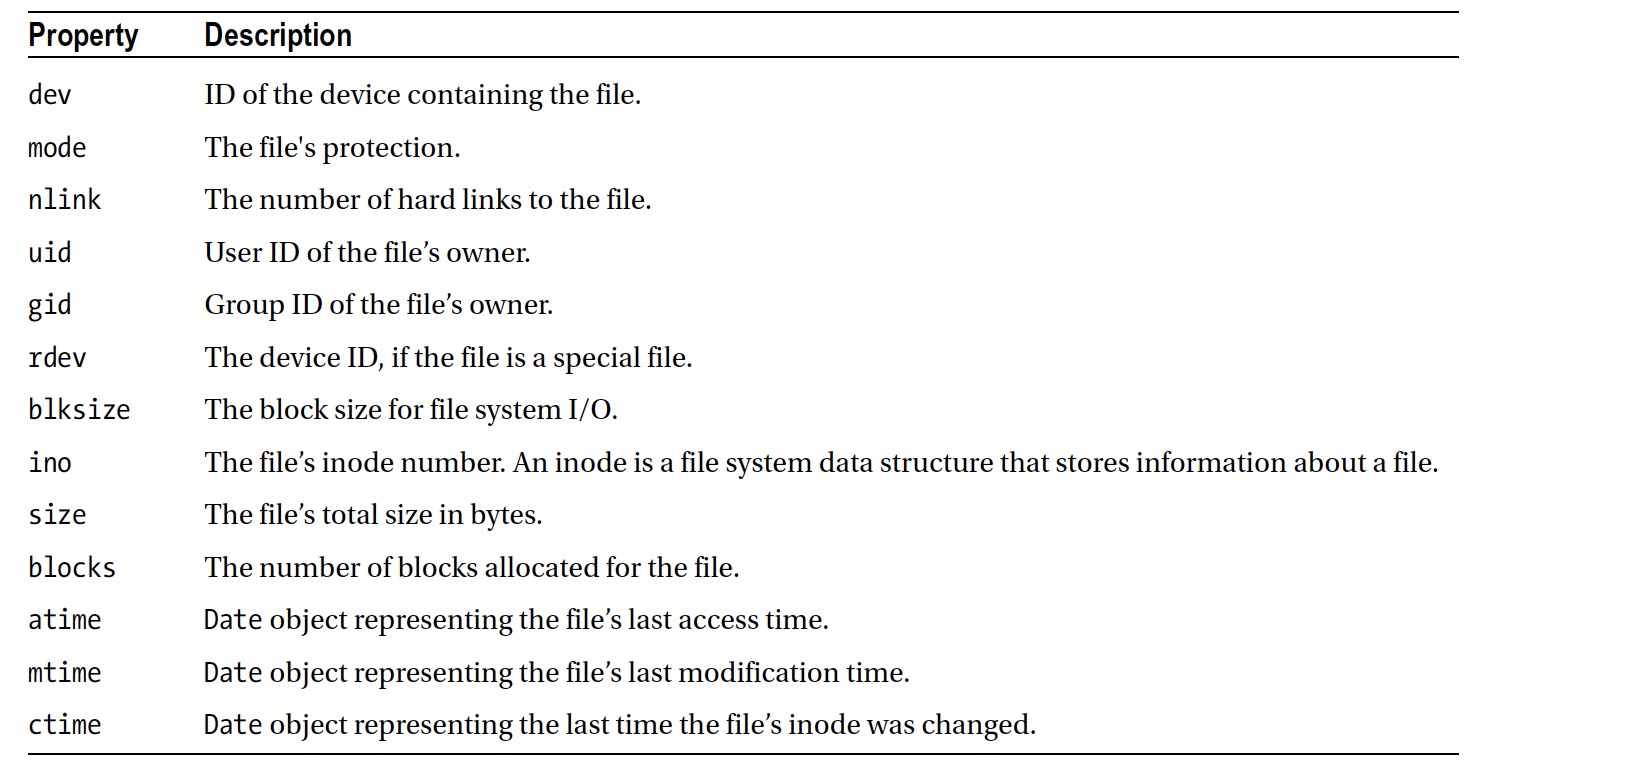 Property Description
dev ID of the device containing the file.
mode The file's protection.
nlink The number of hard links to the file.
uid User ID of the file’s owner.
gid Group ID of the file’s owner.
rdev The device ID, if the file is a special file.
blksize The block size for file system I/O.
ino The file’s inode number. An inode is a file system data structure that stores information about a file.
size The file’s total size in bytes.
blocks The number of blocks allocated for the file.
atime Date object representing the file’s last access time.
mtime Date object representing the file’s last modification time.
ctime Date object representing the last time the file’s inode was changed.